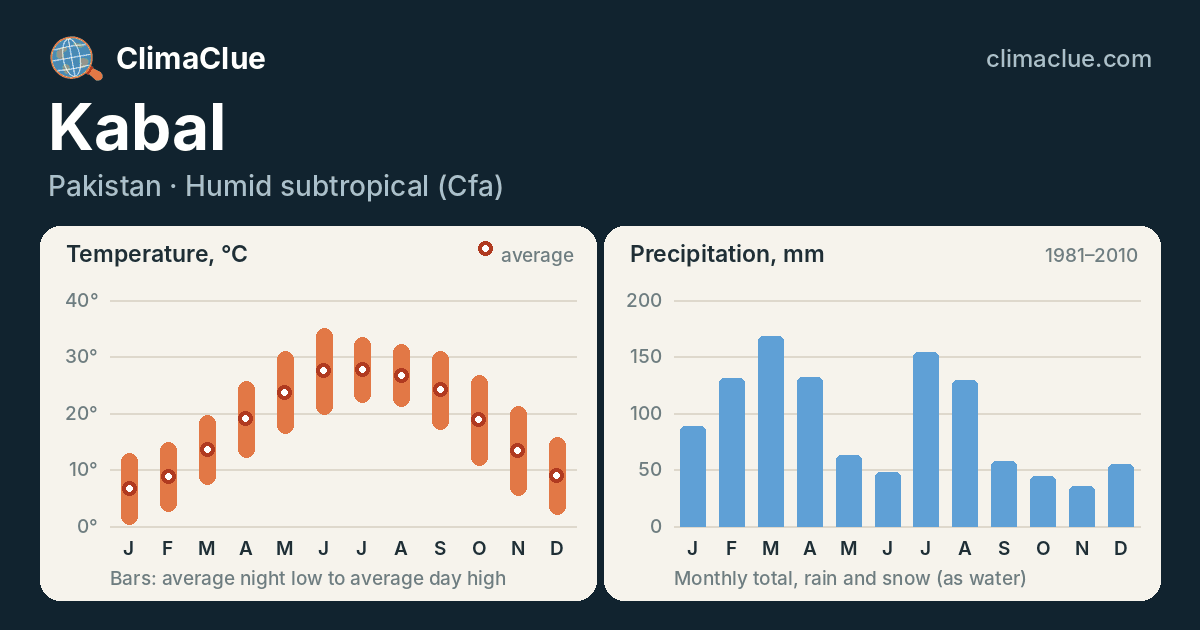 ClimaClue
climaclue.com
Kabal
Pakistan · Humid subtropical (Cfa)
Temperature, °C
average
40°
30°
20°
10°
0°
J F M A M J J A S O N D
Bars: average night low to average day high
Precipitation, mm
1981–2010
200
150
100
50
0
J F M A M J J A S O N D
Monthly total, rain and snow (as water)